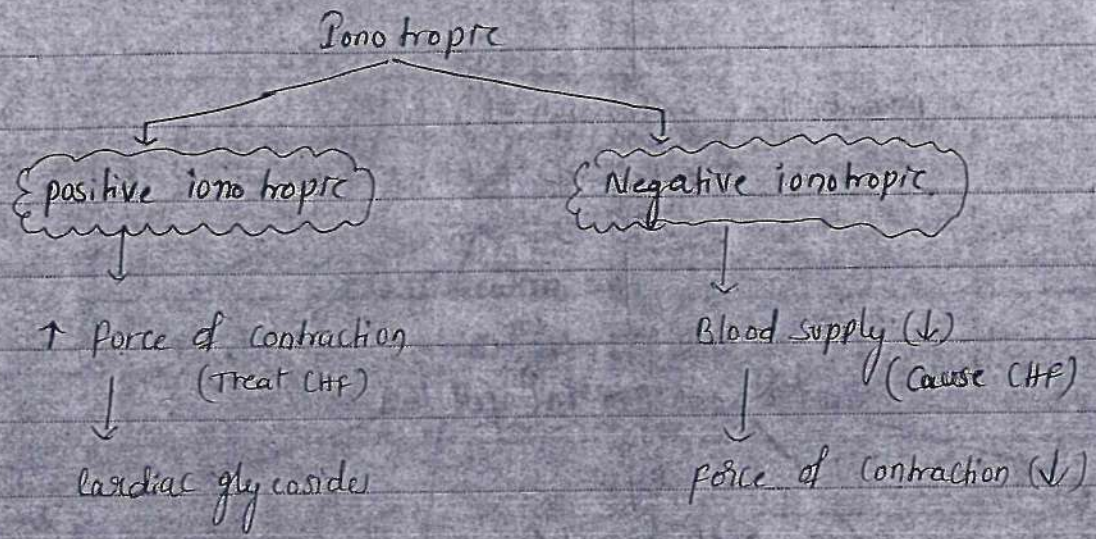 Ionotropic
positive ionotropic
Negative ionotropic
↑ Force of contraction
(Treat CHF)
Blood supply (↓)
(Cause CHF)
Cardiac glycosides
Force of contraction (↓)